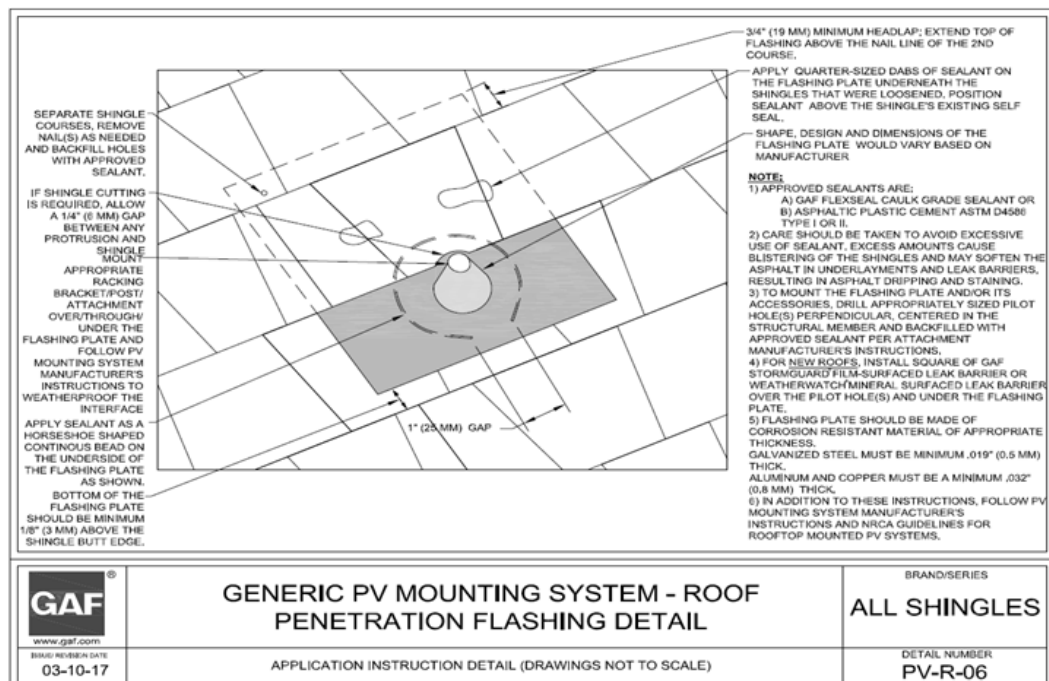 SEPARATE SHINGLE
COURSES, REMOVE
NAIL(S) AS NEEDED
AND BACKFILL HOLES
WITH APPROVED
SEALANT.
IF SHINGLE CUTTING
IS REQUIRED, ALLOW
A 1/4" (6 MM) GAP
BETWEEN ANY
PROTRUSION AND
SHINGLE
MOUNT
APPROPRIATE
RACKING
BRACKET/POST/
ATTACHMENT
OVER/THROUGH/
UNDER THE
FLASHING PLATE AND
FOLLOW PV
MOUNTING SYSTEM
MANUFACTURER'S
INSTRUCTIONS TO
WEATHERPROOF THE
INTERFACE
APPLY SEALANT AS A
HORSESHOE SHAPED
CONTINOUS BEAD ON
THE UNDERSIDE OF
THE FLASHING PLATE
AS SHOWN.
BOTTOM OF THE
FLASHING PLATE
SHOULD BE MINIMUM
1/8" (3 MM) ABOVE THE
SHINGLE BUTT EDGE.
1" (25 MM) GAP
3/4" (19 MM) MINIMUM HEADLAP; EXTEND TOP OF
FLASHING ABOVE THE NAIL LINE OF THE 2ND
COURSE.
APPLY QUARTER-SIZED DABS OF SEALANT ON
THE FLASHING PLATE UNDERNEATH THE
SHINGLES THAT WERE LOOSENED. POSITION
SEALANT ABOVE THE SHINGLE'S EXISTING SELF
SEAL.
SHAPE, DESIGN AND DIMENSIONS OF THE
FLASHING PLATE WOULD VARY BASED ON
MANUFACTURER
NOTE:
1) APPROVED SEALANTS ARE:
A) GAF FLEXSEAL CAULK GRADE SEALANT OR
B) ASPHALTIC PLASTIC CEMENT ASTM D4586
TYPE I OR II.
2) CARE SHOULD BE TAKEN TO AVOID EXCESSIVE
USE OF SEALANT. EXCESS AMOUNTS CAUSE
BLISTERING OF THE SHINGLES AND MAY SOFTEN THE
ASPHALT IN UNDERLAYMENTS AND LEAK BARRIERS,
RESULTING IN ASPHALT DRIPPING AND STAINING.
3) TO MOUNT THE FLASHING PLATE AND/OR ITS
ACCESSORIES, DRILL APPROPRIATELY SIZED PILOT
HOLE(S) PERPENDICULAR, CENTERED IN THE
STRUCTURAL MEMBER AND BACKFILLED WITH
APPROVED SEALANT PER ATTACHMENT
MANUFACTURER'S INSTRUCTIONS.
4) FOR NEW ROOFS, INSTALL SQUARE OF GAF
STORMGUARD FILM-SURFACED LEAK BARRIER OR
WEATHERWATCH MINERAL SURFACED LEAK BARRIER
OVER THE PILOT HOLE(S) AND UNDER THE FLASHING
PLATE.
5) FLASHING PLATE SHOULD BE MADE OF
CORROSION RESISTANT MATERIAL OF APPROPRIATE
THICKNESS.
GALVANIZED STEEL MUST BE MINIMUM .019" (0.5 MM)
THICK.
ALUMINUM AND COPPER MUST BE A MINIMUM .032"
(0.8 MM) THICK.
6) IN ADDITION TO THESE INSTRUCTIONS, FOLLOW PV
MOUNTING SYSTEM MANUFACTURER'S
INSTRUCTIONS AND NRCA GUIDELINES FOR
ROOFTOP MOUNTED PV SYSTEMS.
GAF®
www.gaf.com
ISSUE/ REVISION DATE
03-10-17
GENERIC PV MOUNTING SYSTEM - ROOF
PENETRATION FLASHING DETAIL
APPLICATION INSTRUCTION DETAIL (DRAWINGS NOT TO SCALE)
BRAND/SERIES
ALL SHINGLES
DETAIL NUMBER
PV-R-06